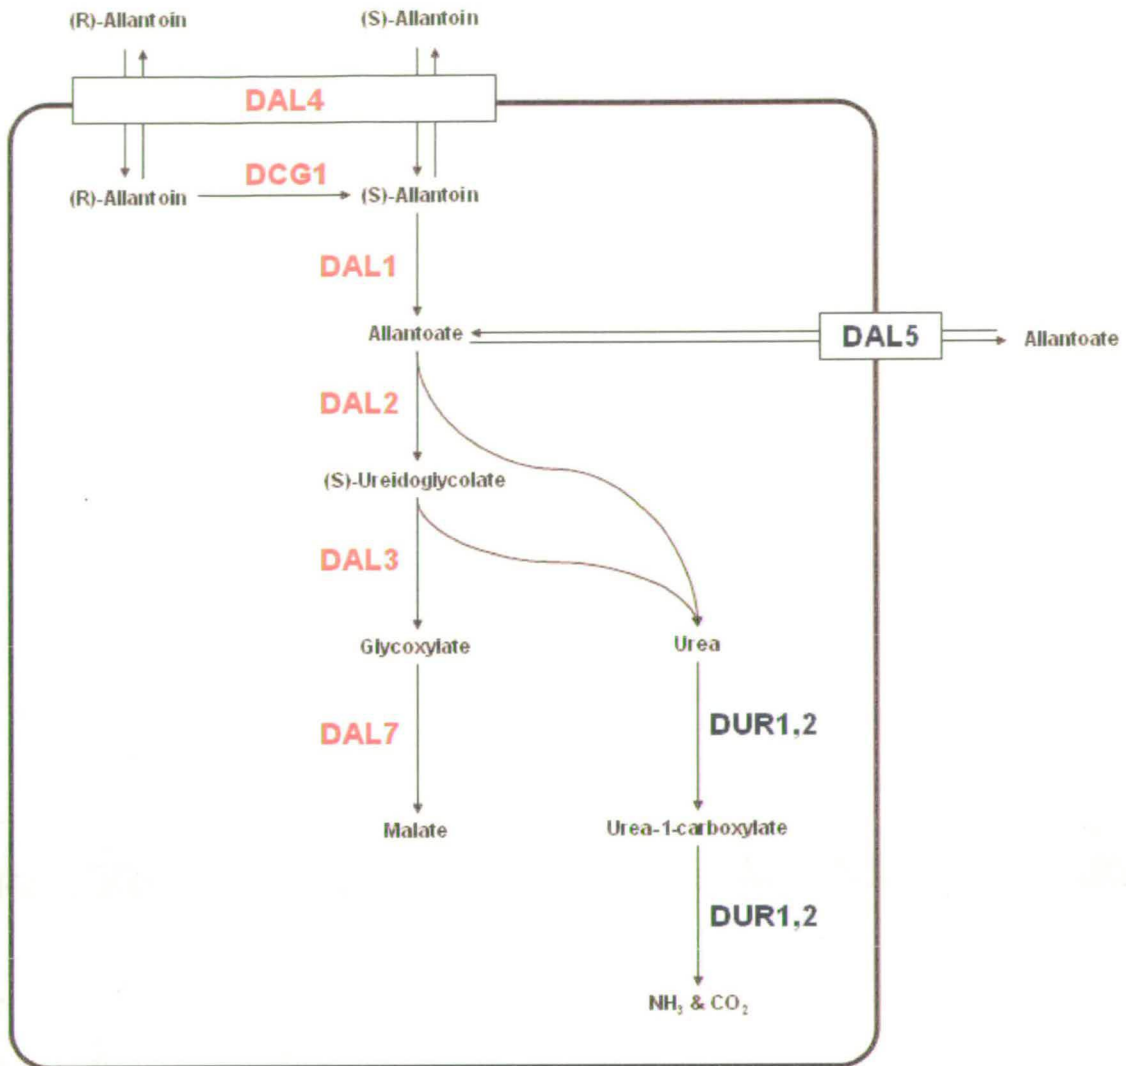 (R)-Allantoin (S)-Allantoin
DAL4
DCG1
(R)-Allantoin (S)-Allantoin
DAL1
Allantoate DAL5 Allantoate
DAL2
(S)-Ureidoglycolate
DAL3
Glycoxylate Urea
DAL7 DUR1,2
Malate Urea-1-carboxylate
DUR1,2
NH₃ & CO₂